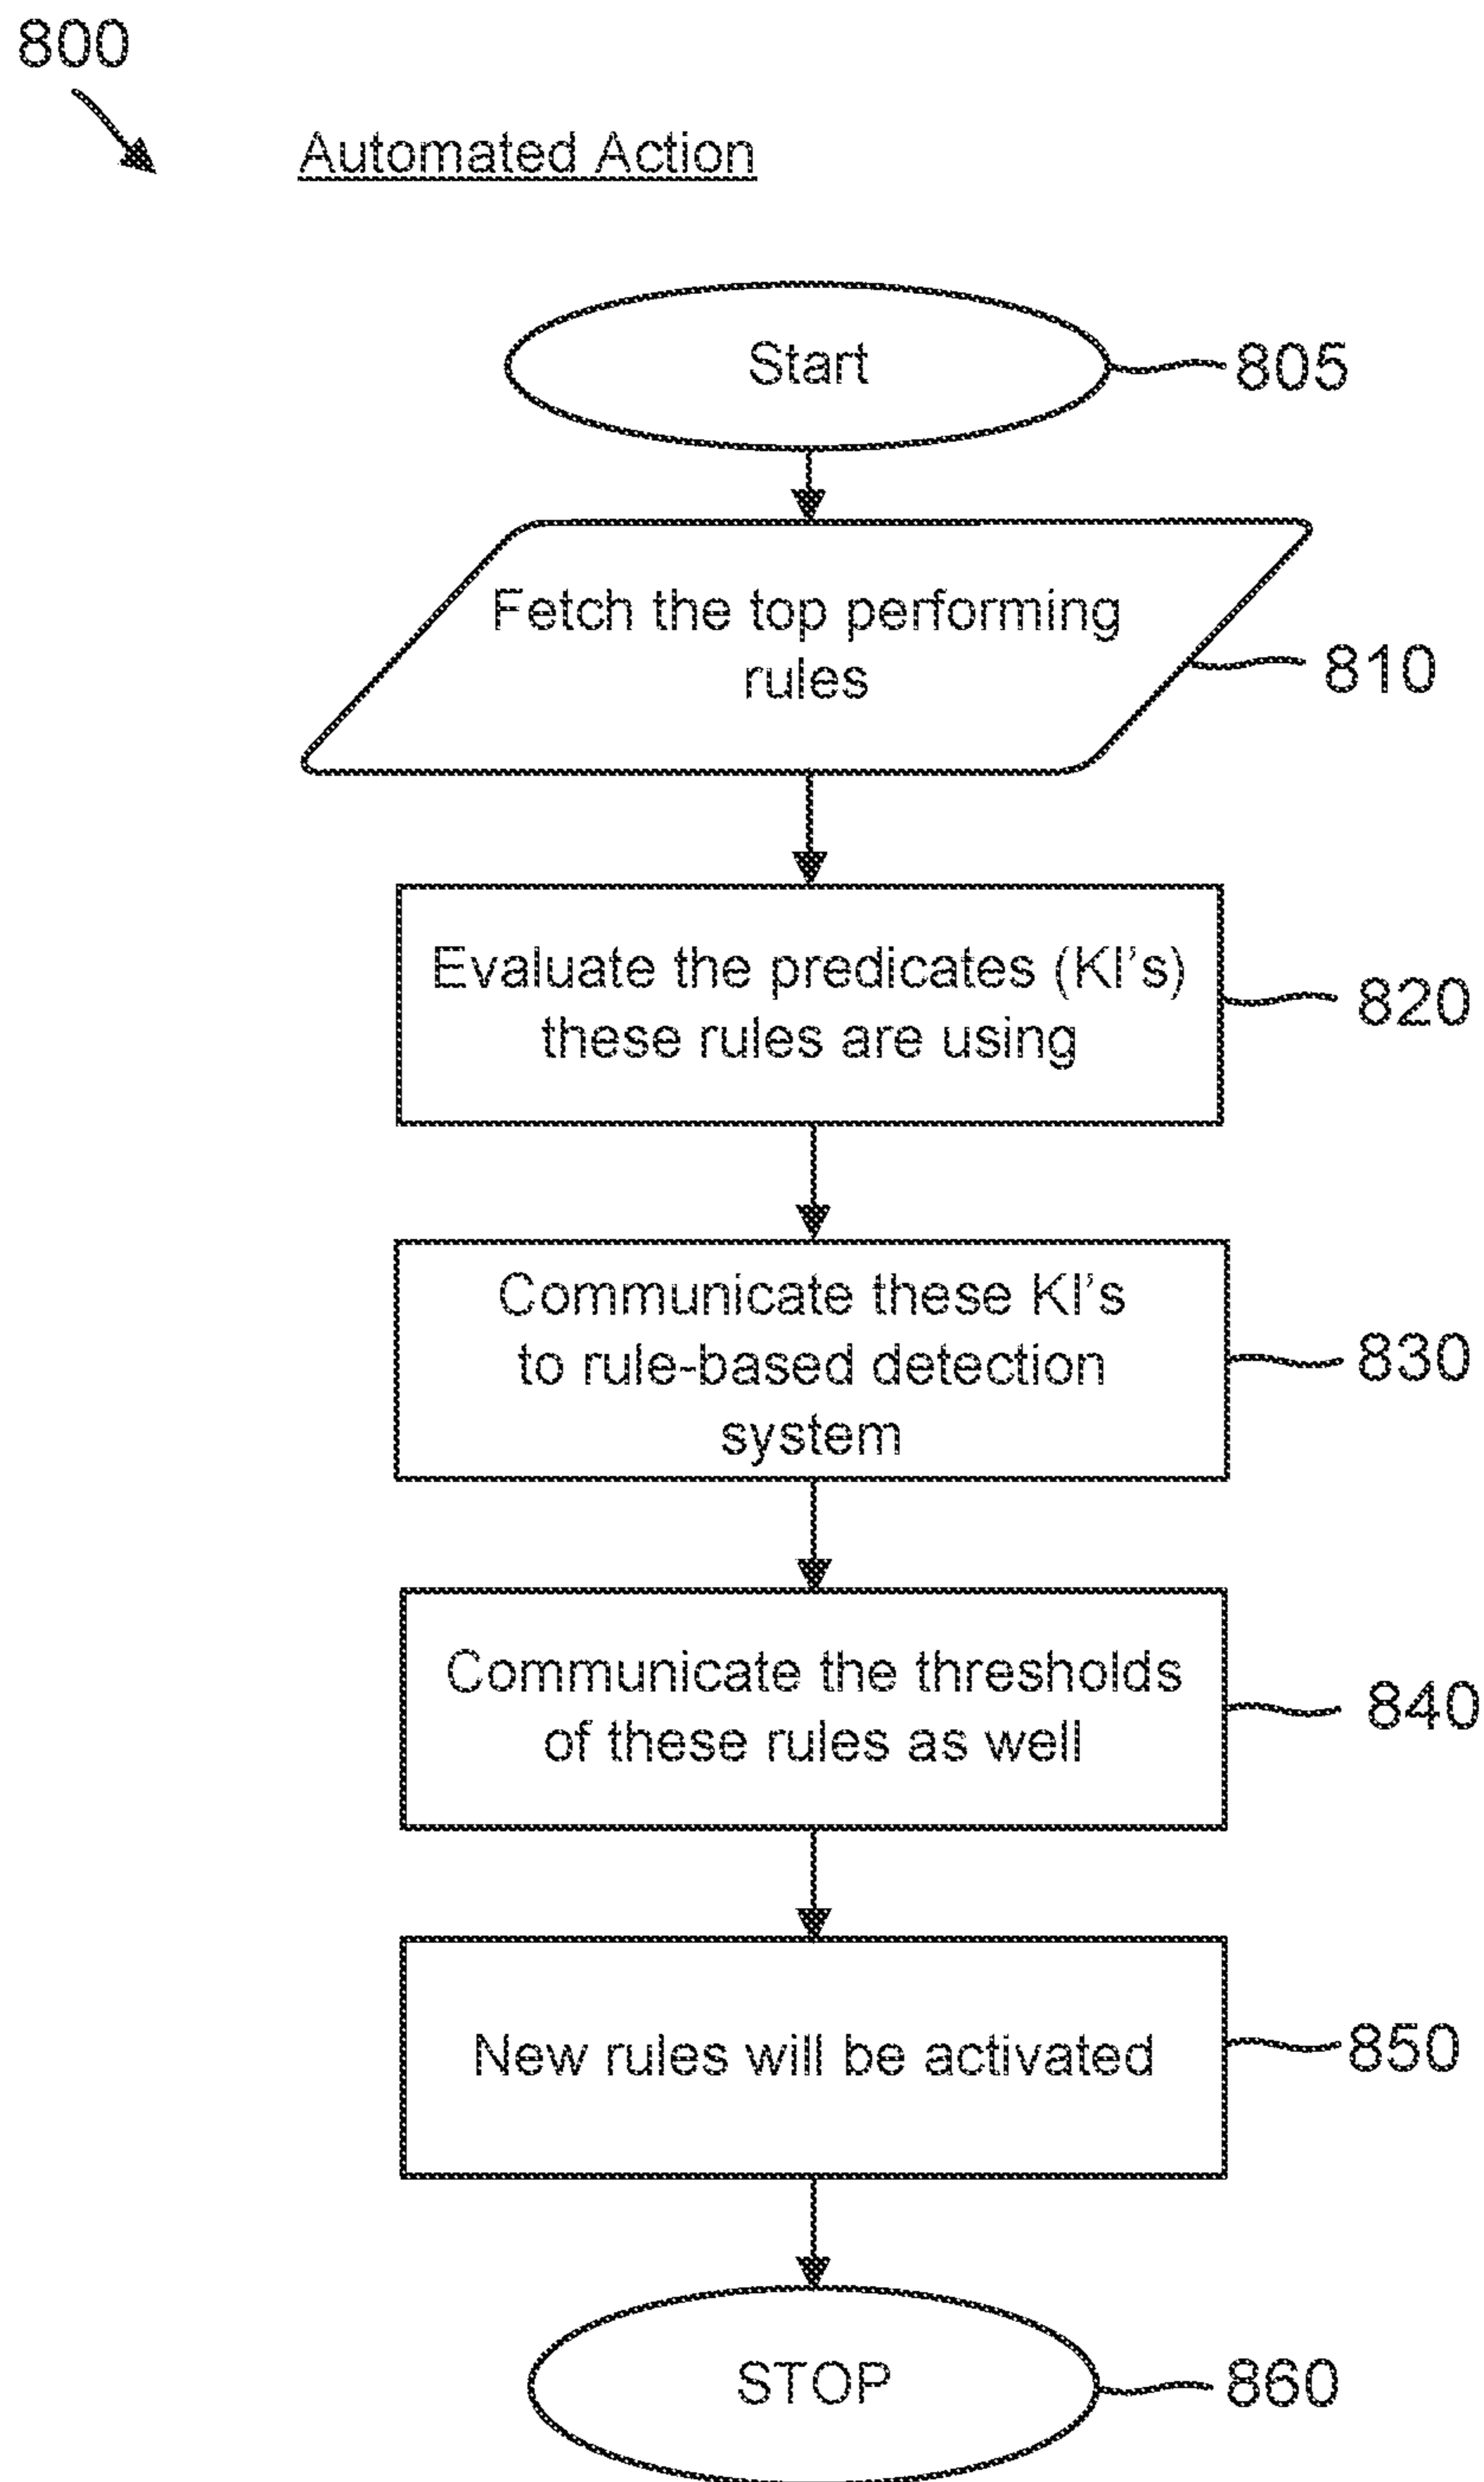 800
Automated Action
Start
805
Fetch the top performing
rules
810
Evaluate the predicates (KI's)
these rules are using
820
Communicate these KI's
to rule-based detection
system
830
Communicate the thresholds
of these rules as well
840
New rules will be activated
850
STOP
860